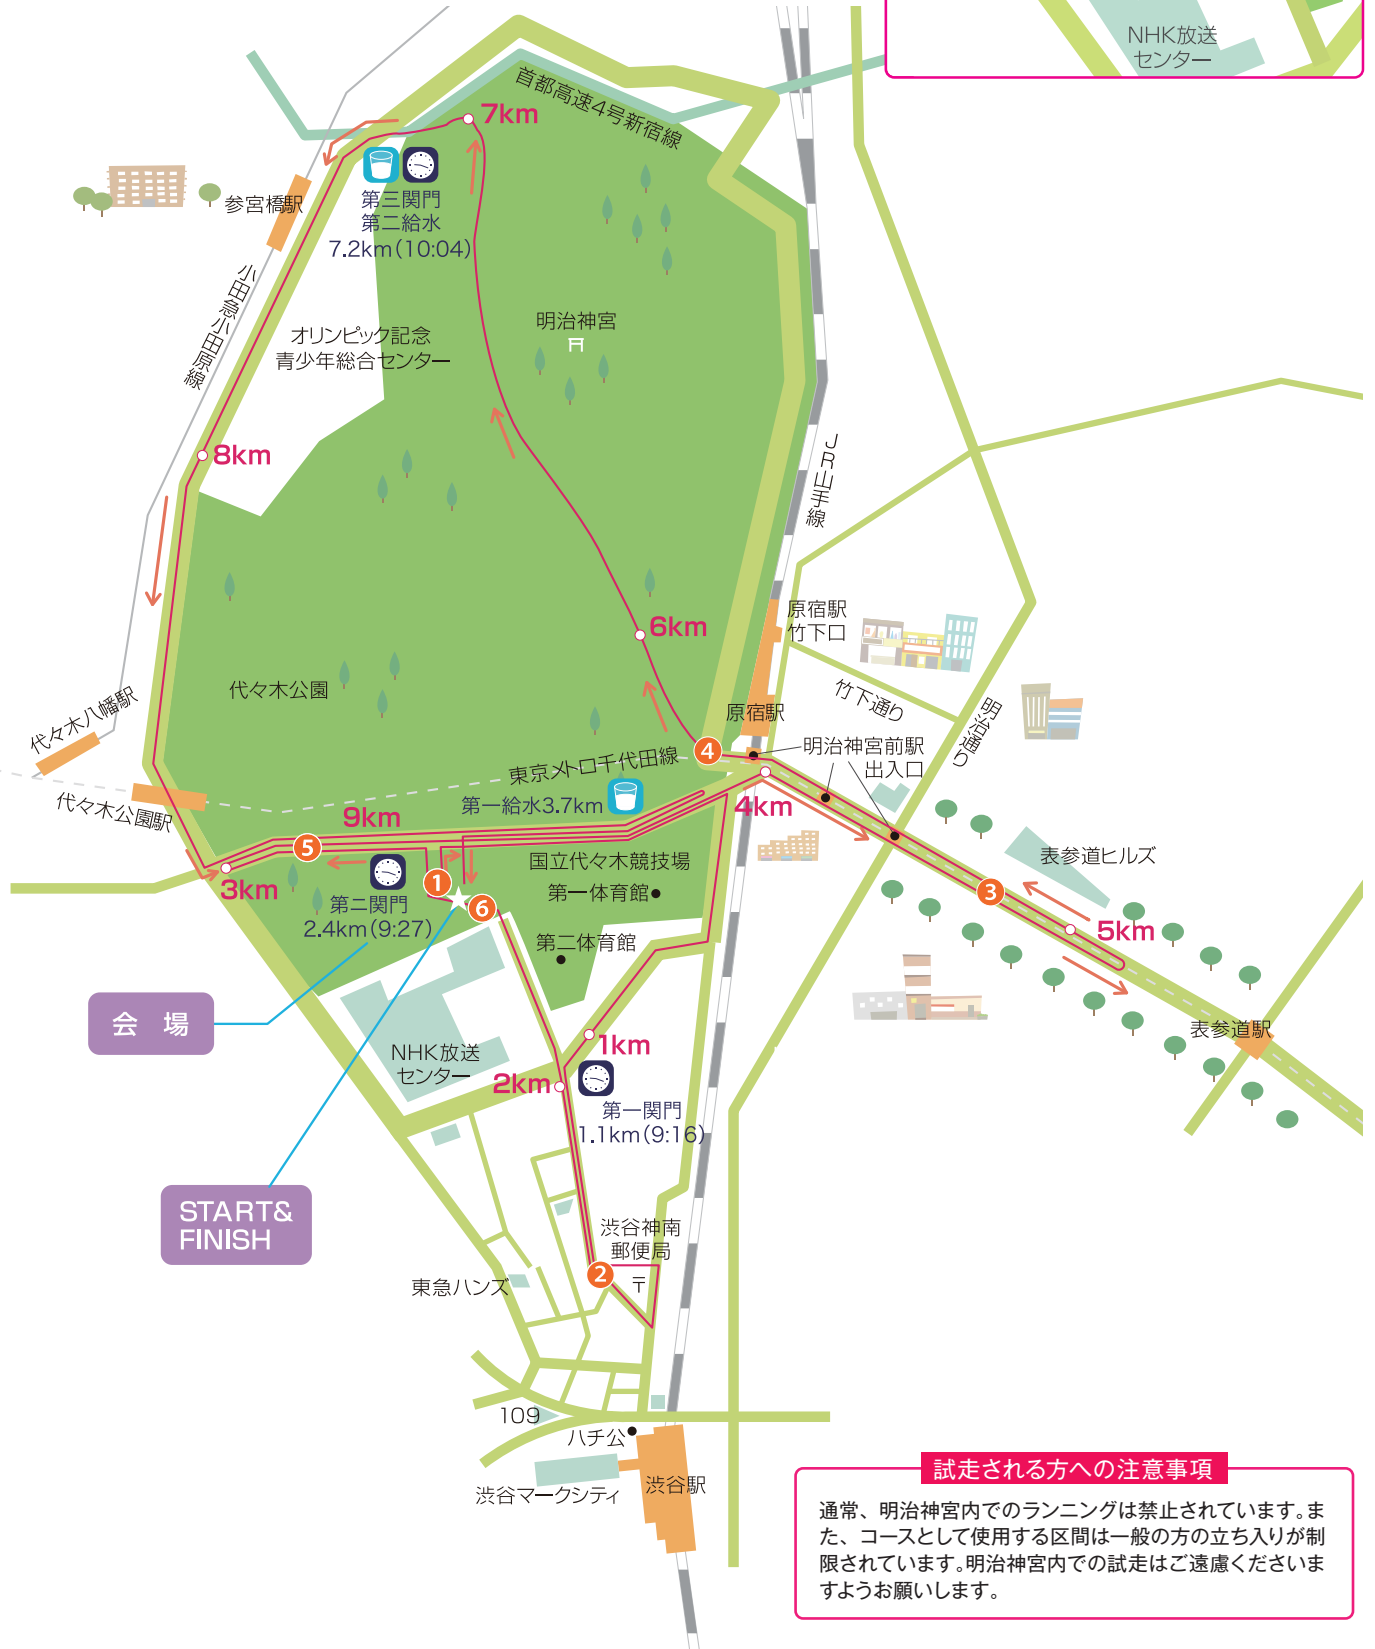 NHK放送
センター
首都高速4号新宿線
7km
参宮橋駅
第三関門
第二給水
7.2km(10:04)
小田急小田原線
オリンピック記念
青少年総合センター
明治神宮
8km
JR山手線
6km
原宿駅
竹下口
代々木公園
竹下通り
明治通り
原宿駅
代々木八幡駅
4
明治神宮前駅
出入口
東京メトロ千代田線
第一給水3.7km
4km
代々木公園駅
9km
5
国立代々木競技場
第一体育館
表参道ヒルズ
3km
1
6
3
第二関門
2.4km(9:27)
第二体育館
5km
会 場
表参道駅
NHK放送
センター
1km
2km
第一関門
1.1km(9:16)
START&
FINISH
渋谷神南
郵便局
〒
2
東急ハンズ
109
ハチ公
渋谷マークシティ
渋谷駅
試走される方への注意事項
通常、明治神宮内でのランニングは禁止されています。ま
た、コースとして使用する区間は一般の方の立ち入りが制
限されています。明治神宮内での試走はご遠慮くださいま
すようお願いします。